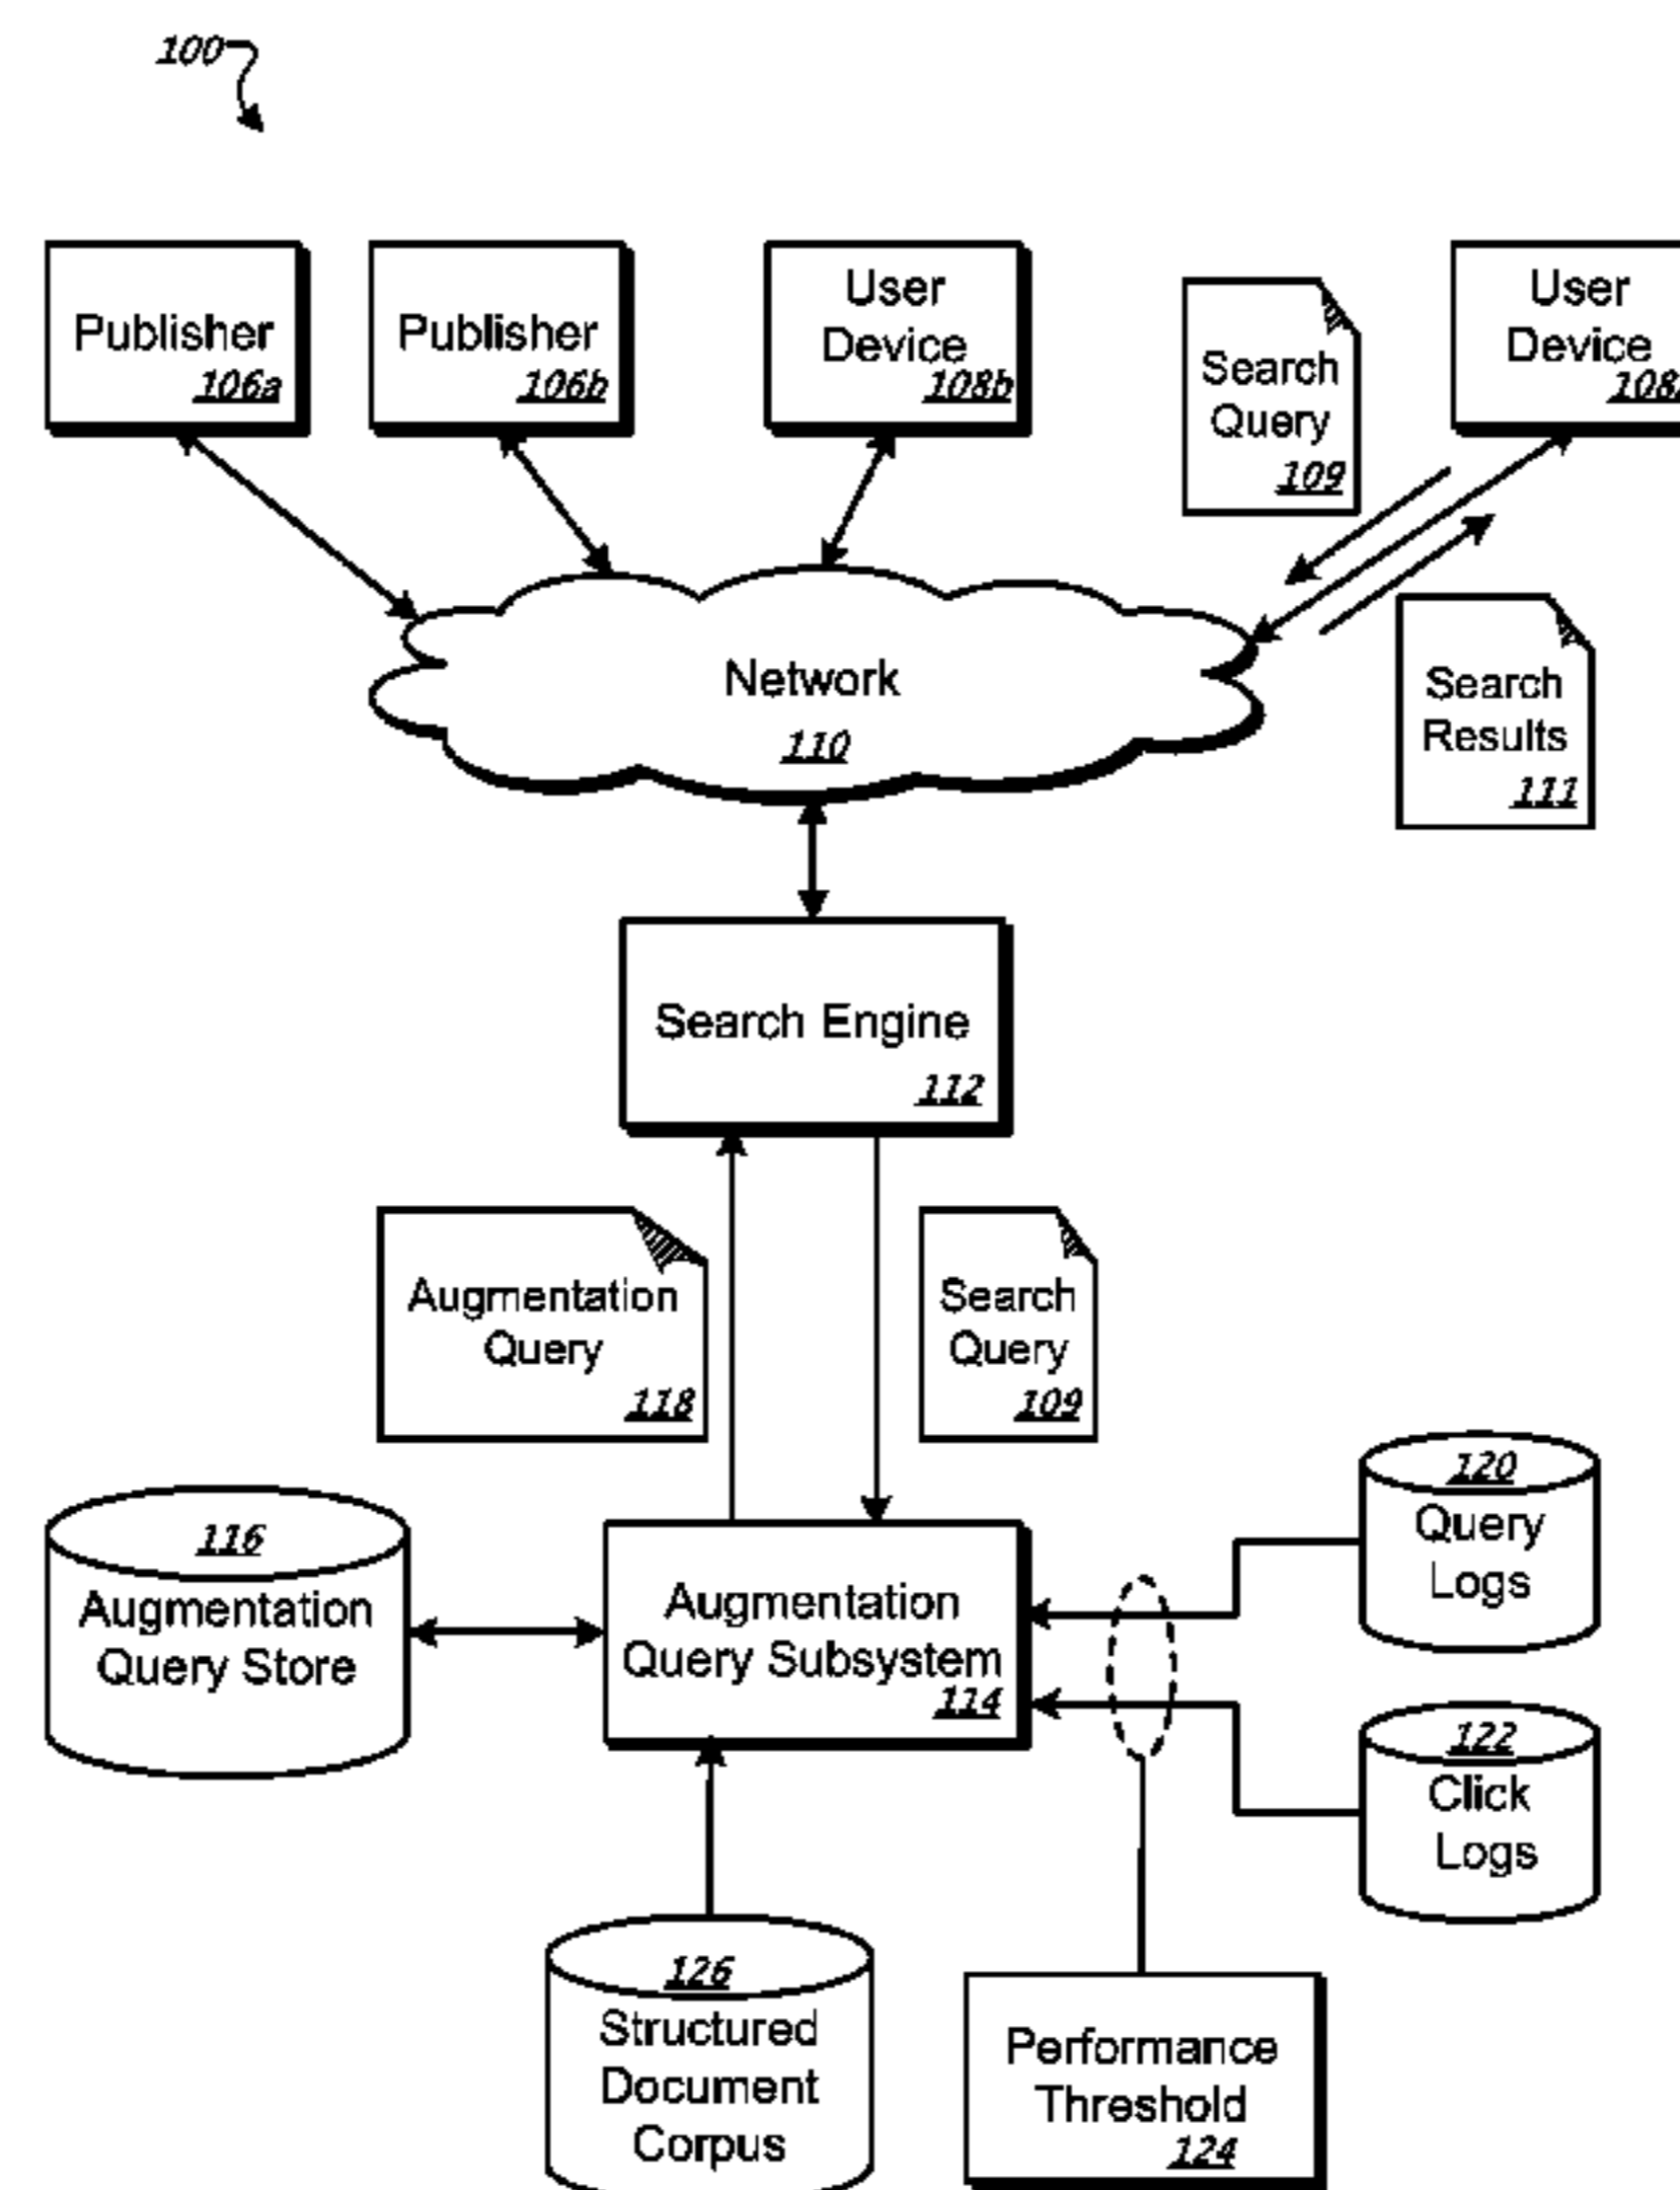 100
Publisher
106a
Publisher
106b
User
Device
108b
Search
Query
109
User
Device
Network
110
Search
Results
111
Search Engine
112
Augmentation
Query
118
Search
Query
109
116
Augmentation
Query Store
Augmentation
Query Subsystem
114
120
Query
Logs
122
Click
Logs
126
Structured
Document
Corpus
Performance
Threshold
124